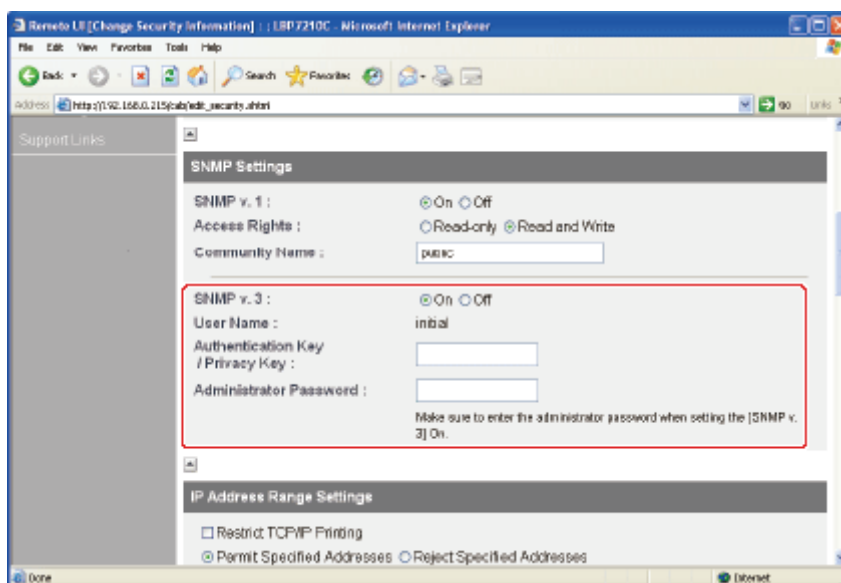 Remote UI [Change Security Information] : : LBP7210C - Microsoft Internet Explorer
File Edit View Favorites Tools Help
Back Search Favorites
Address http://192.168.0.215/cab/edit_security.shtml Go Links
Support Links
SNMP Settings
SNMP v. 1 : On Off
Access Rights : Read-only Read and Write
Community Name : public
SNMP v. 3 : On Off
User Name : initial
Authentication Key
/ Privacy Key :
Administrator Password :
Make sure to enter the administrator password when setting the [SNMP v.
3] On.
IP Address Range Settings
Restrict TCP/IP Printing
Permit Specified Addresses Reject Specified Addresses
Done Internet